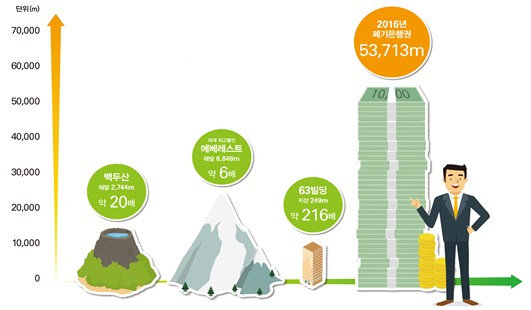 단위(m)
70,000
60,000
50,000
40,000
30,000
20,000
10,000
0
백두산
해발 2,744m
약 20배
세계 최고봉인
에베레스트
해발 8,848m
약 6배
63빌딩
지상 249m
약 216배
2016년
폐기은행권
53,713m